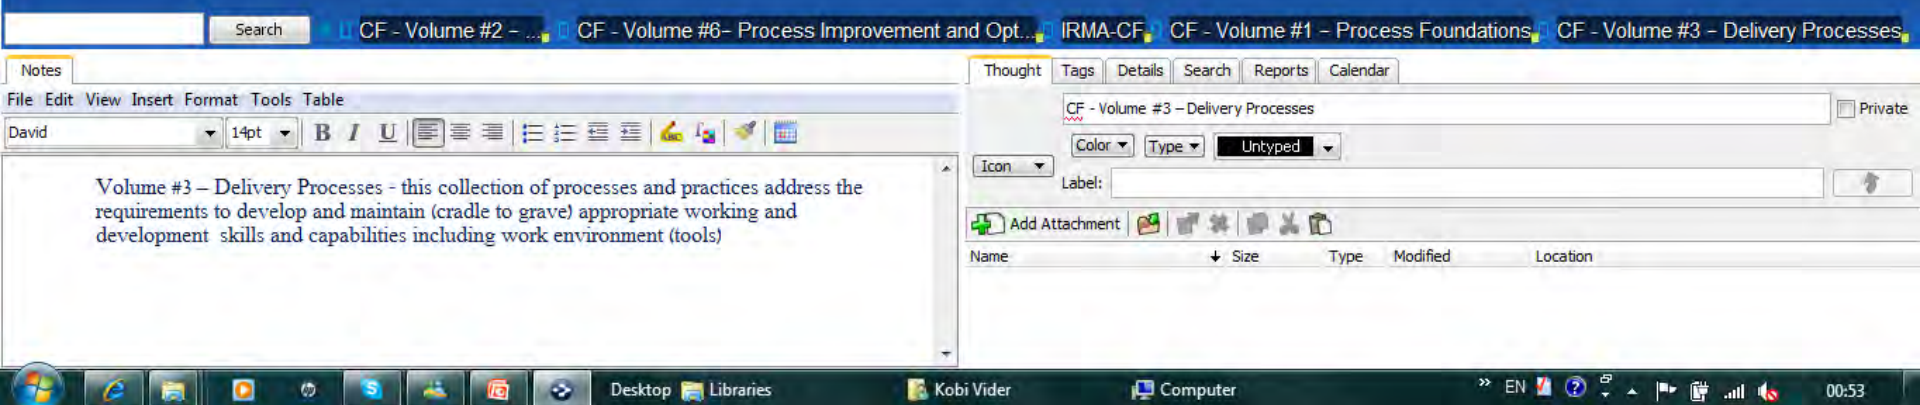 Search CF - Volume #2 – ... CF - Volume #6– Process Improvement and Opt... IRMA-CF CF - Volume #1 – Process Foundations CF - Volume #3 – Delivery Processes
Notes
File Edit View Insert Format Tools Table
David 14pt B I U
Volume #3 – Delivery Processes - this collection of processes and practices address the
requirements to develop and maintain (cradle to grave) appropriate working and
development skills and capabilities including work environment (tools)
Thought Tags Details Search Reports Calendar
CF - Volume #3 – Delivery Processes Private
Color Type Untyped
Icon
Label:
Add Attachment
Name Size Type Modified Location
Desktop Libraries Kobi Vider Computer EN 00:53